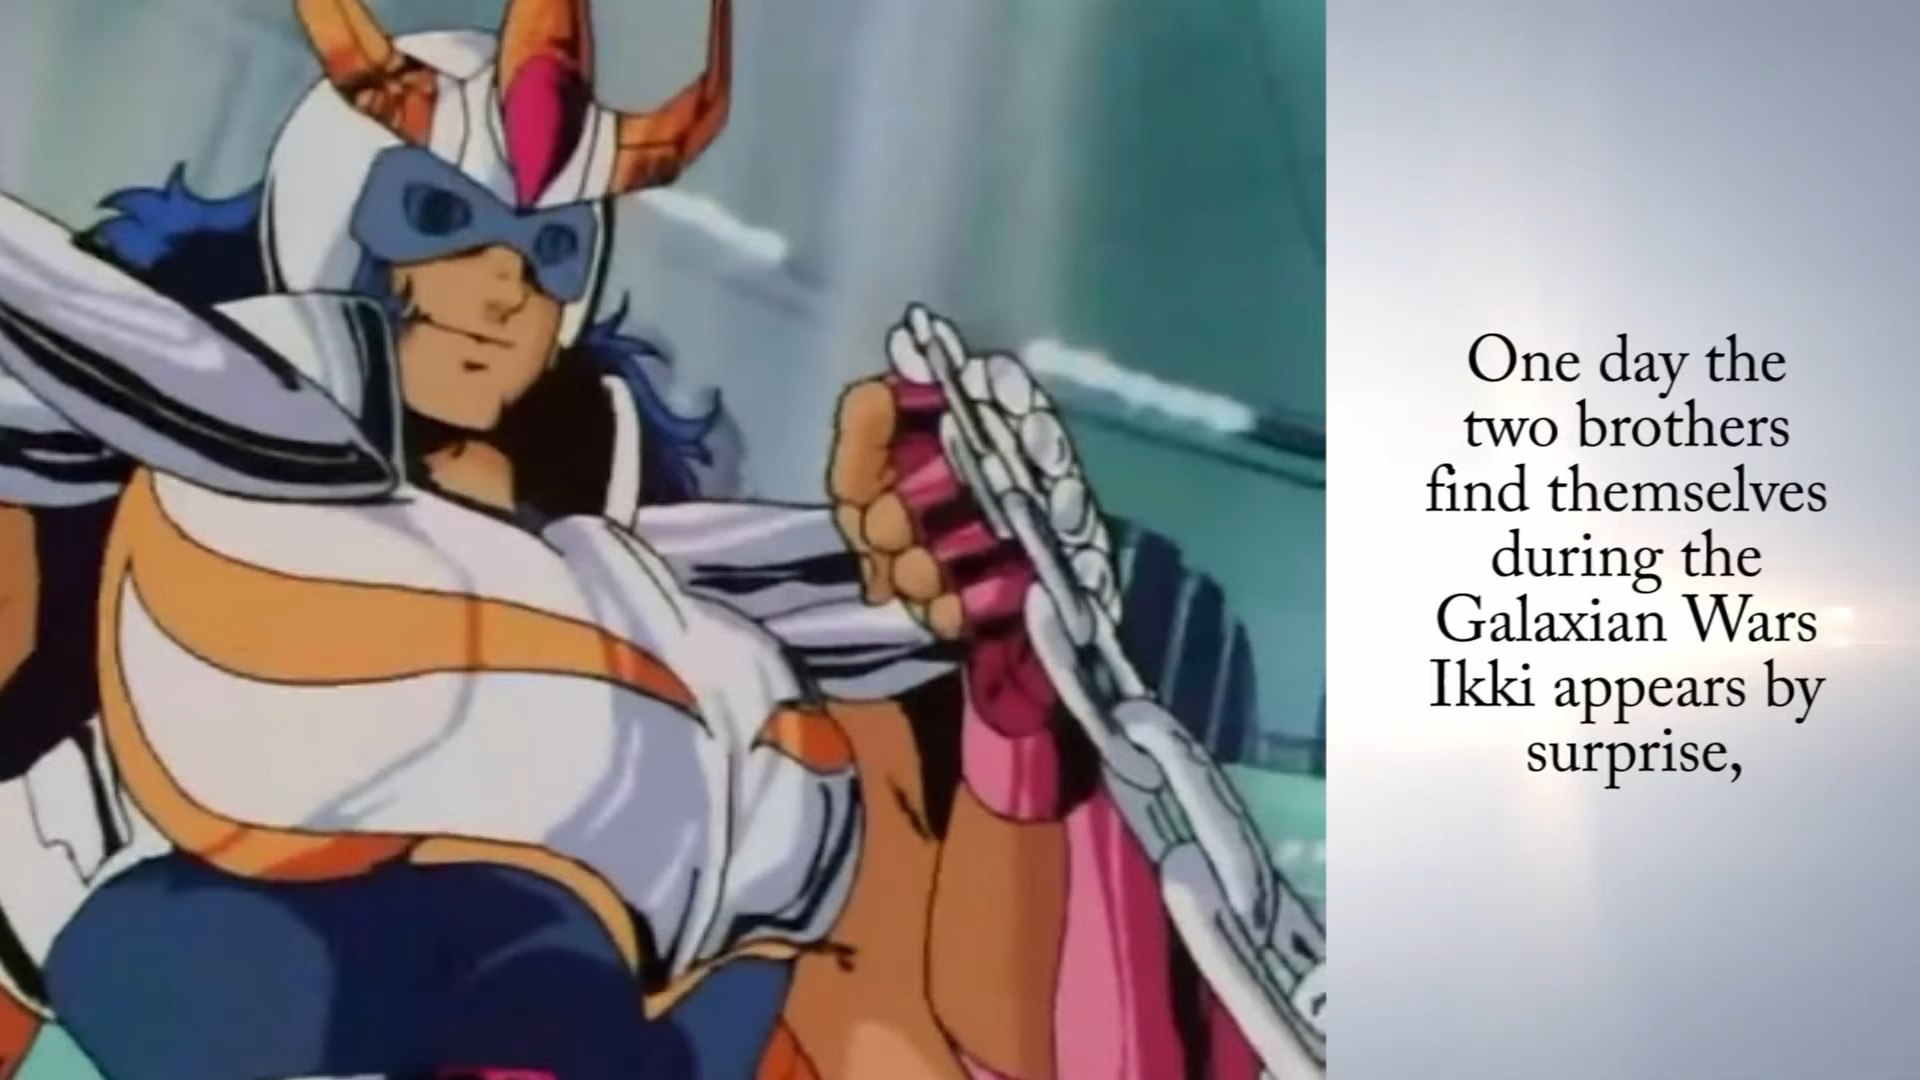 One day the
two brothers
find themselves
during the
Galaxian Wars
Ikki appears by
surprise,